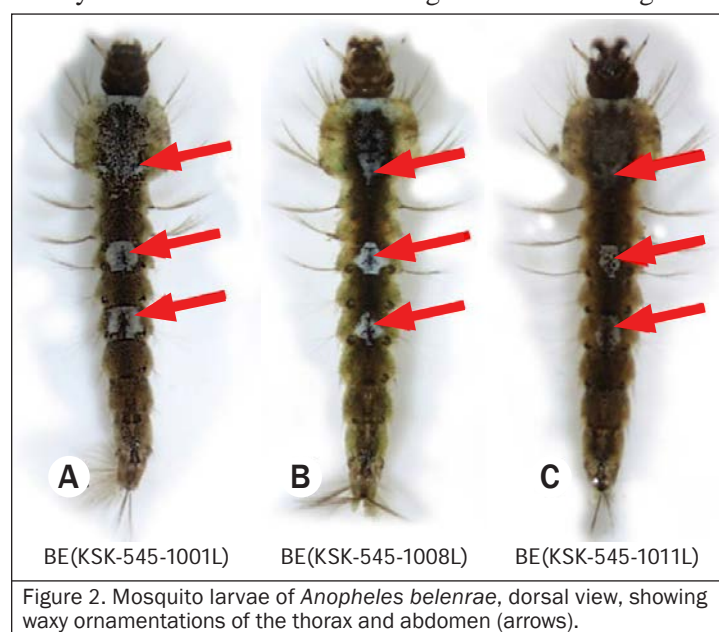 A
B
C
BE(KSK-545-1001L)
BE(KSK-545-1008L)
BE(KSK-545-1011L)
Figure 2. Mosquito larvae of Anopheles belenrae, dorsal view, showing
waxy ornamentations of the thorax and abdomen (arrows).